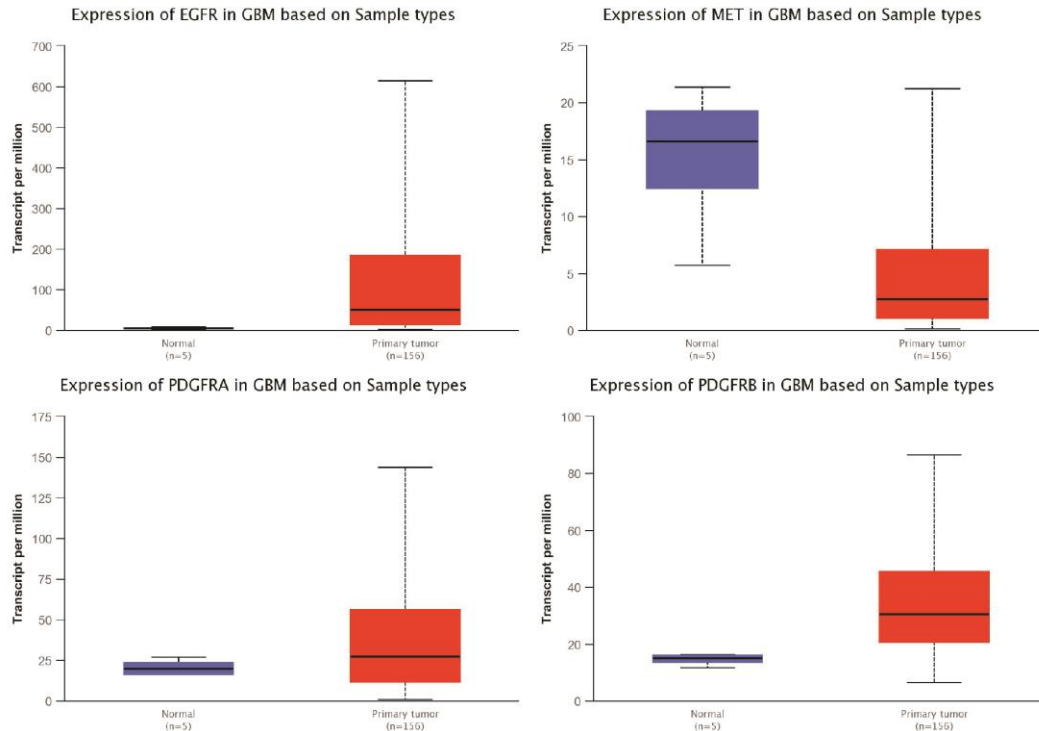 Expression of EGFR in GBM based on Sample types
Transcript per million
700
600
500
400
300
200
100
0
Normal
(n=5)
Primary tumor
(n=156)
Expression of MET in GBM based on Sample types
Transcript per million
25
20
15
10
5
0
Normal
(n=5)
Primary tumor
(n=156)
Expression of PDGFRA in GBM based on Sample types
Transcript per million
175
150
125
100
75
50
25
0
Normal
(n=5)
Primary tumor
(n=156)
Expression of PDGFRB in GBM based on Sample types
Transcript per million
100
80
60
40
20
0
Normal
(n=5)
Primary tumor
(n=156)